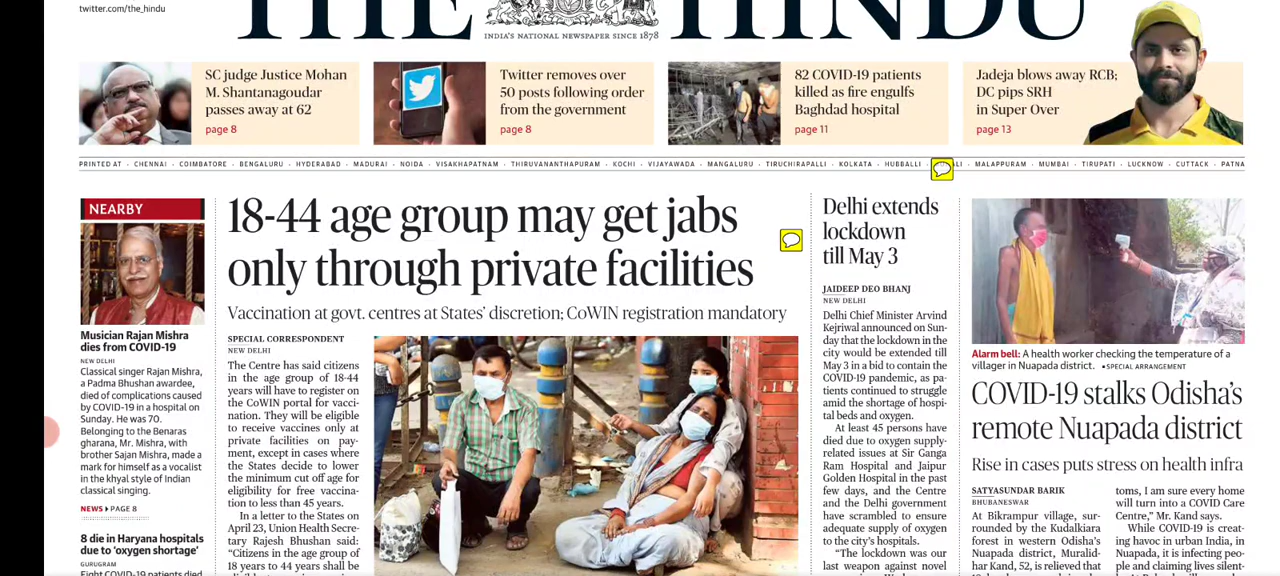 twitter.com/the_hindu
THE HINDU
INDIA'S NATIONAL NEWSPAPER SINCE 1878
SC judge Justice Mohan
M. Shantanagoudar
passes away at 62
page 8
Twitter removes over
50 posts following order
from the government
page 8
82 COVID-19 patients
killed as fire engulfs
Baghdad hospital
page 11
Jadeja blows away RCB;
DC pips SRH
in Super Over
page 13
PRINTED AT · CHENNAI · COIMBATORE · BENGALURU · HYDERABAD · MADURAI · NOIDA · VISAKHAPATNAM · THIRUVANANTHAPURAM · KOCHI · VIJAYAWADA · MANGALURU · TIRUCHIRAPALLI · KOLKATA · HUBBALLI · · MALAPPURAM · MUMBAI · TIRUPATI · LUCKNOW · CUTTACK · PATNA
NEARBY
Musician Rajan Mishra
dies from COVID-19
NEW DELHI
Classical singer Rajan Mishra,
a Padma Bhushan awardee,
died of complications caused
by COVID-19 in a hospital on
Sunday. He was 70.
Belonging to the Benaras
gharana, Mr. Mishra, with
brother Sajan Mishra, made a
mark for himself as a vocalist
in the khyal style of Indian
classical singing.
NEWS ▸ PAGE 8
8 die in Haryana hospitals
due to 'oxygen shortage'
GURUGRAM
Eight COVID-19 patients died
18-44 age group may get jabs
only through private facilities
Vaccination at govt. centres at States' discretion; CoWIN registration mandatory
SPECIAL CORRESPONDENT
NEW DELHI
The Centre has said citizens
in the age group of 18-44
years will have to register on
the CoWIN portal for vacci-
nation. They will be eligible
to receive vaccines only at
private facilities on pay-
ment, except in cases where
the States decide to lower
the minimum cut off age for
eligibility for free vaccina-
tion to less than 45 years.
In a letter to the States on
April 23, Union Health Secre-
tary Rajesh Bhushan said:
"Citizens in the age group of
18 years to 44 years shall be
Delhi extends
lockdown
till May 3
JAIDEEP DEO BHANJ
NEW DELHI
Delhi Chief Minister Arvind
Kejriwal announced on Sun-
day that the lockdown in the
city would be extended till
May 3 in a bid to contain the
COVID-19 pandemic, as pa-
tients continued to struggle
amid the shortage of hospi-
tal beds and oxygen.
At least 45 persons have
died due to oxygen supply-
related issues at Sir Ganga
Ram Hospital and Jaipur
Golden Hospital in the
past few days, and the Centre
and the Delhi government
have scrambled to ensure
adequate supply of oxygen
to the city's hospitals.
"The lockdown was our
last weapon against novel
Alarm bell: A health worker checking the temperature of a
villager in Nuapada district. • SPECIAL ARRANGEMENT
COVID-19 stalks Odisha's
remote Nuapada district
Rise in cases puts stress on health infra
SATYASUNDAR BARIK
BHUBANESWAR
At Bikrampur village, sur-
rounded by the Kudalkiara
forest in western Odisha's
Nuapada district, Muralid-
har Kand, 52, is relieved that
toms, I am sure every home
will turn into a COVID Care
Centre," Mr. Kand says.
While COVID-19 is creat-
ing havoc in urban India, in
Nuapada, it is infecting peo-
ple and claiming lives silent-